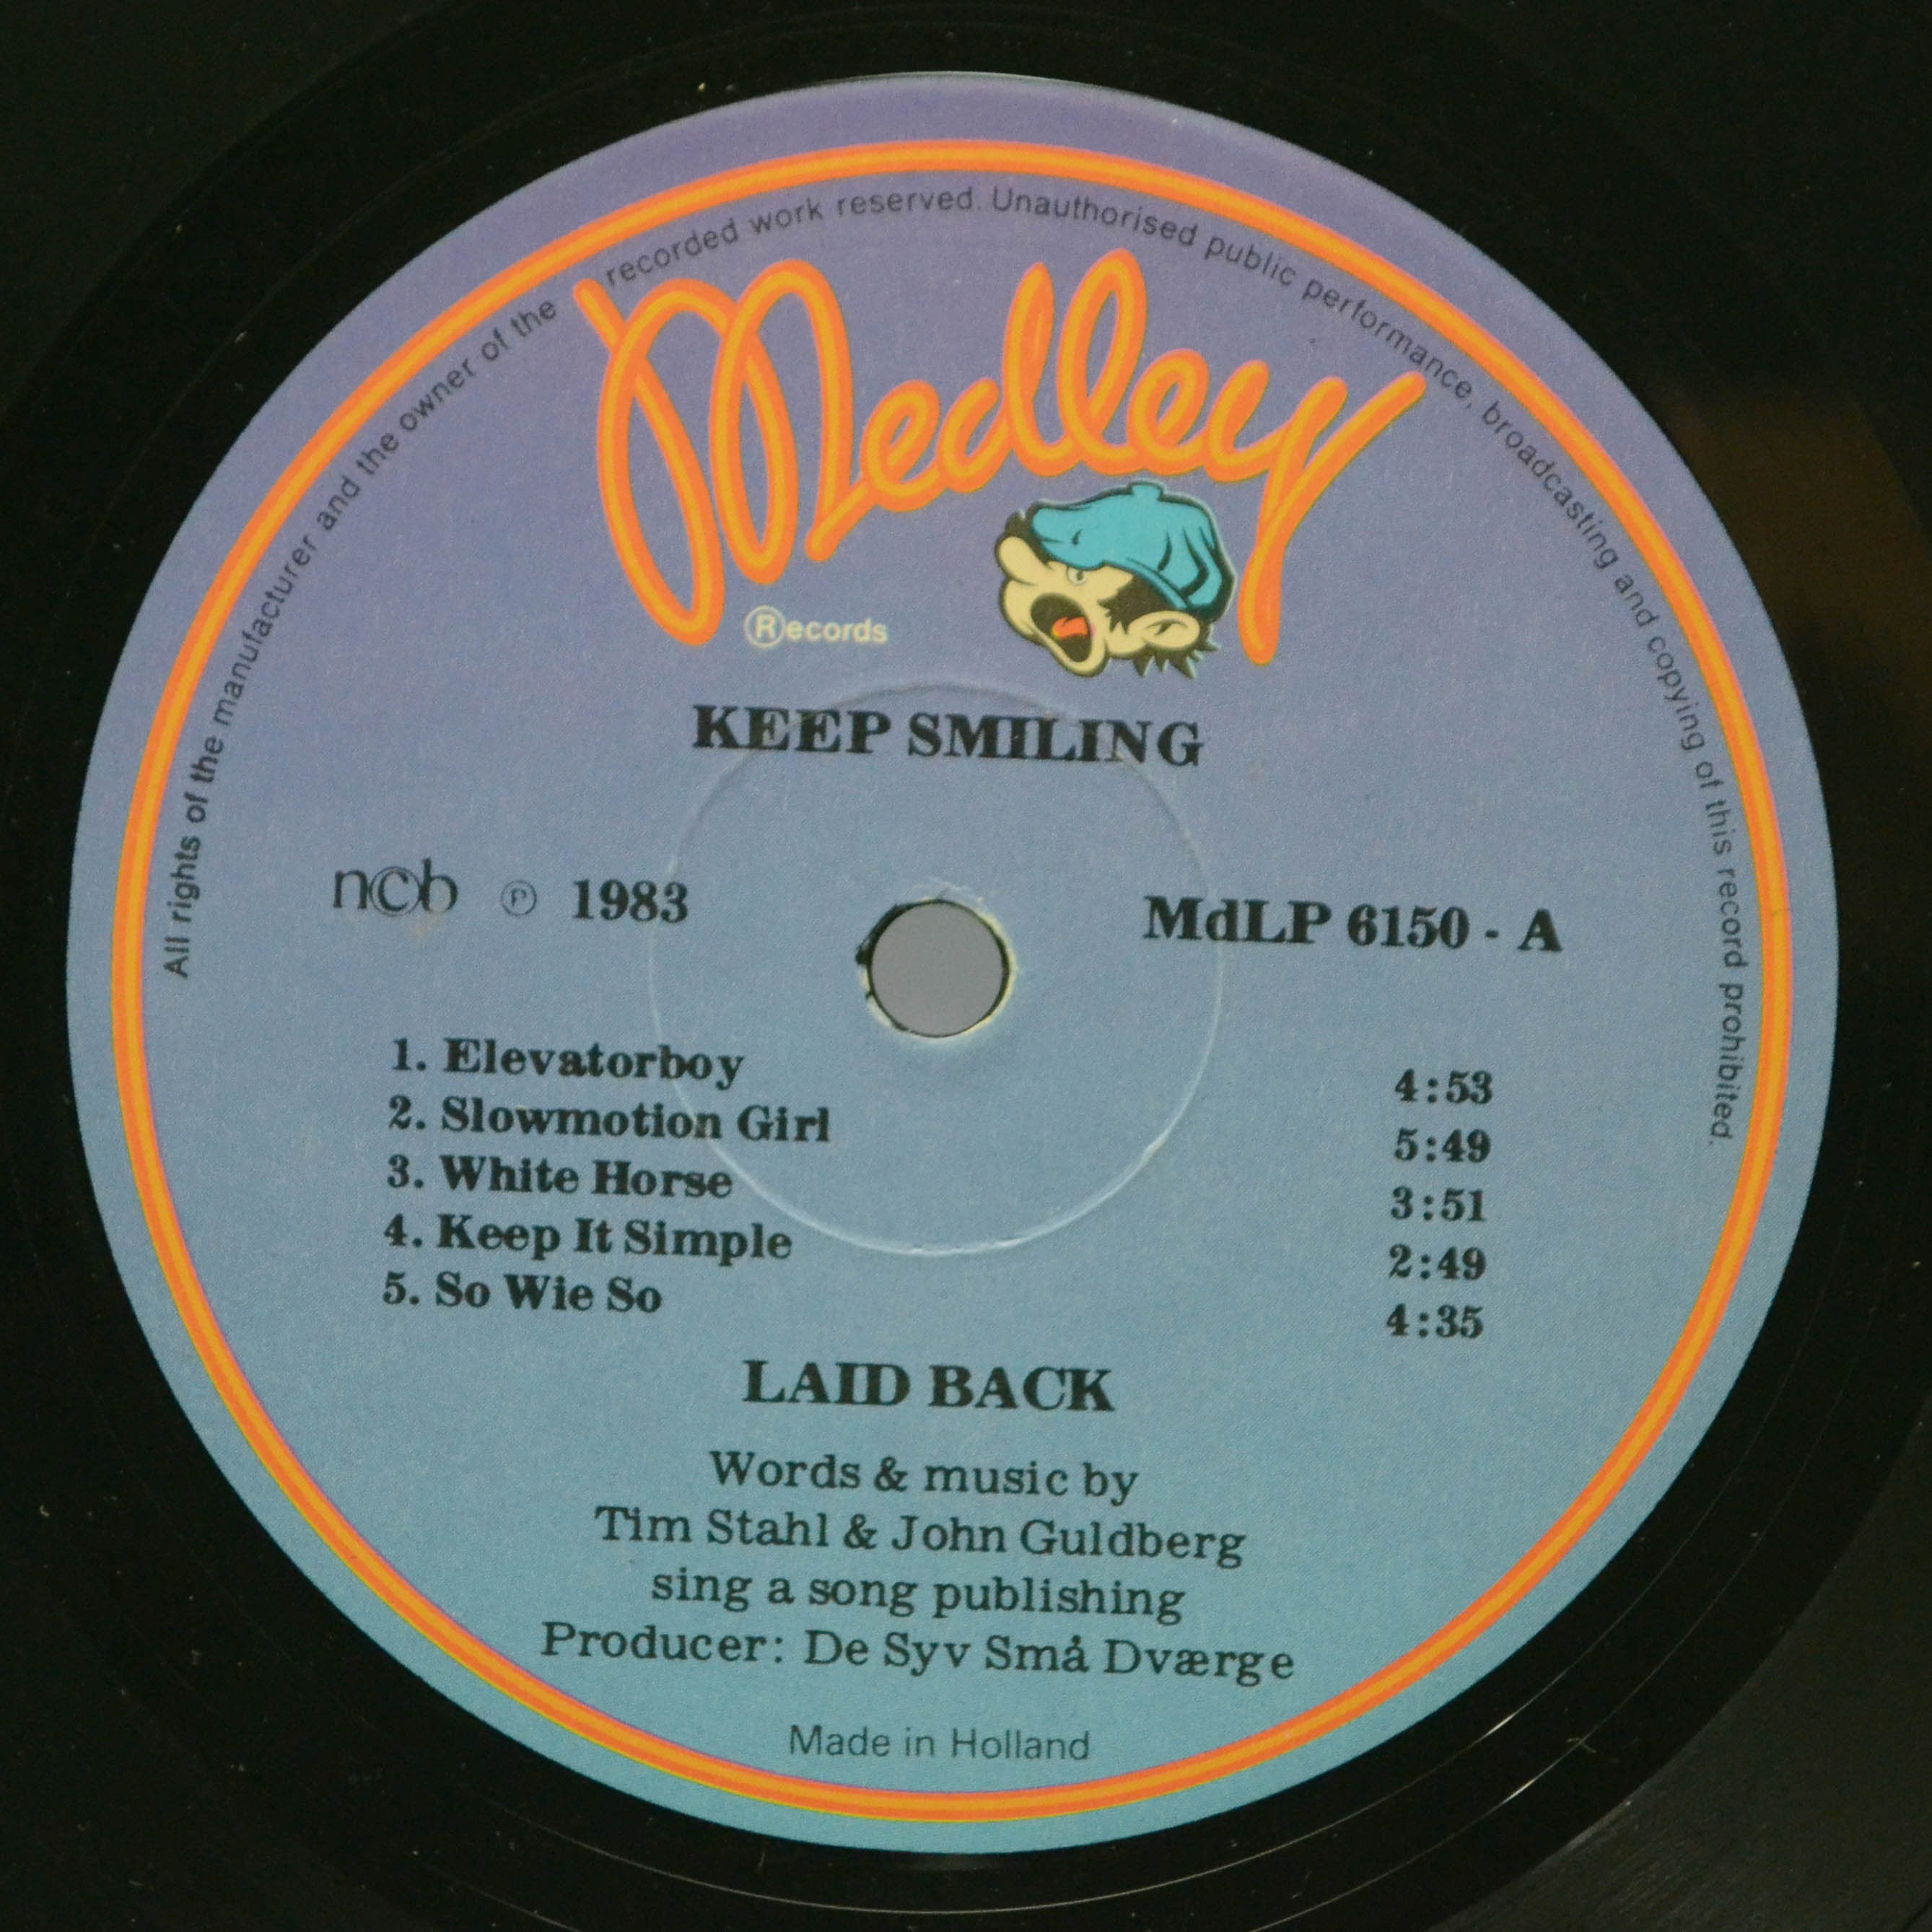 All rights of the manufacturer and the owner of the recorded work reserved. Unauthorised public performance, broadcasting and copying of this record prohibited.
Medley
Ⓡecords
KEEP SMILING
ncb ℗ 1983
MdLP 6150 - A
1. Elevatorboy 4:53
2. Slowmotion Girl 5:49
3. White Horse 3:51
4. Keep It Simple 2:49
5. So Wie So 4:35
LAID BACK
Words & music by
Tim Stahl & John Guldberg
sing a song publishing
Producer: De Syv Små Dværge
Made in Holland